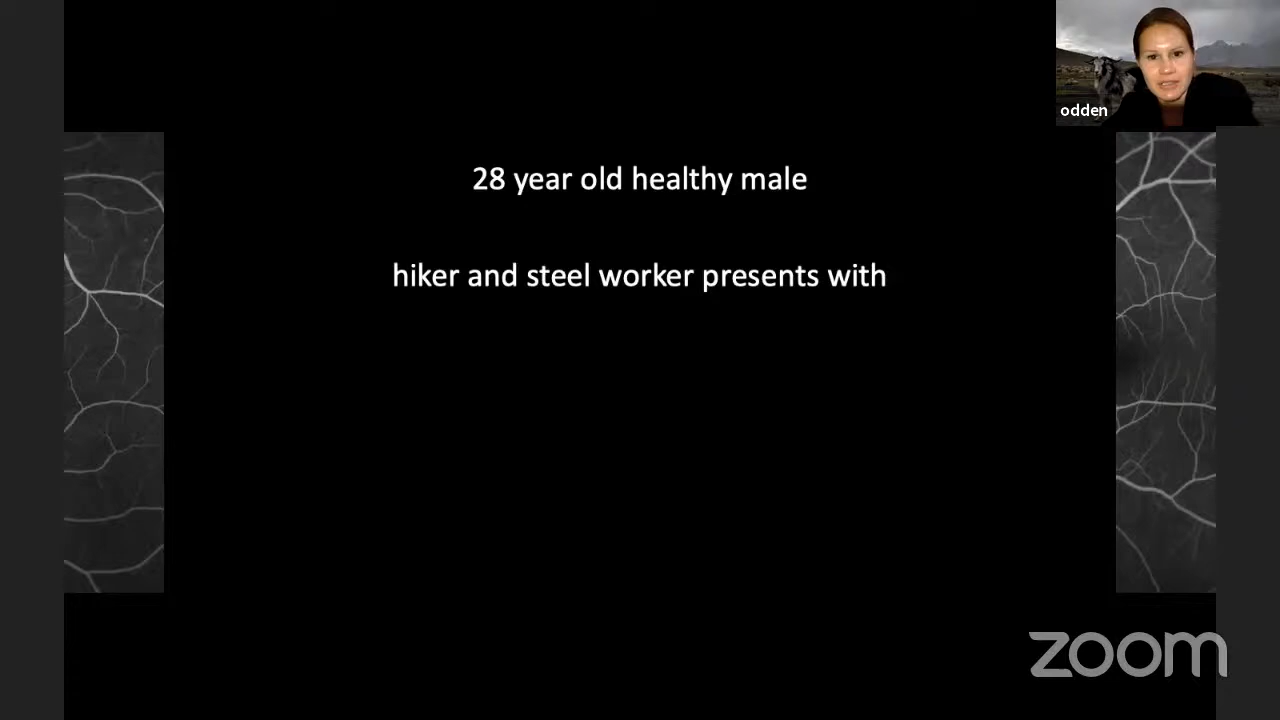 odden
28 year old healthy male
hiker and steel worker presents with
zoom